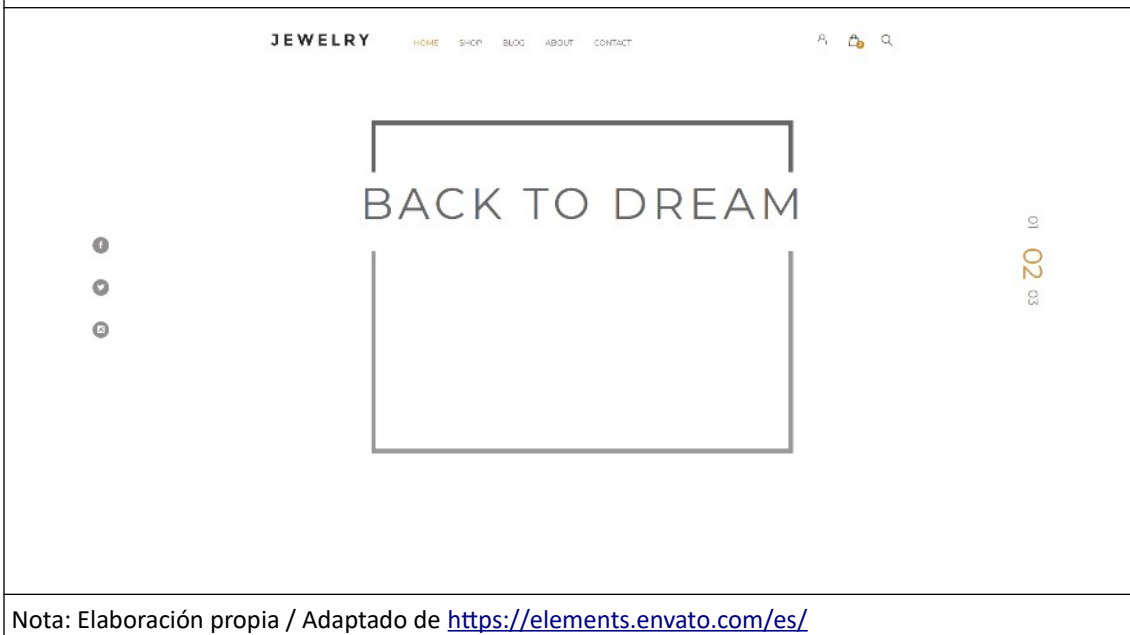 JEWELRY HOME SHOP BLOG ABOUT CONTACT
BACK TO DREAM
01
02
03
Nota: Elaboración propia / Adaptado de https://elements.envato.com/es/